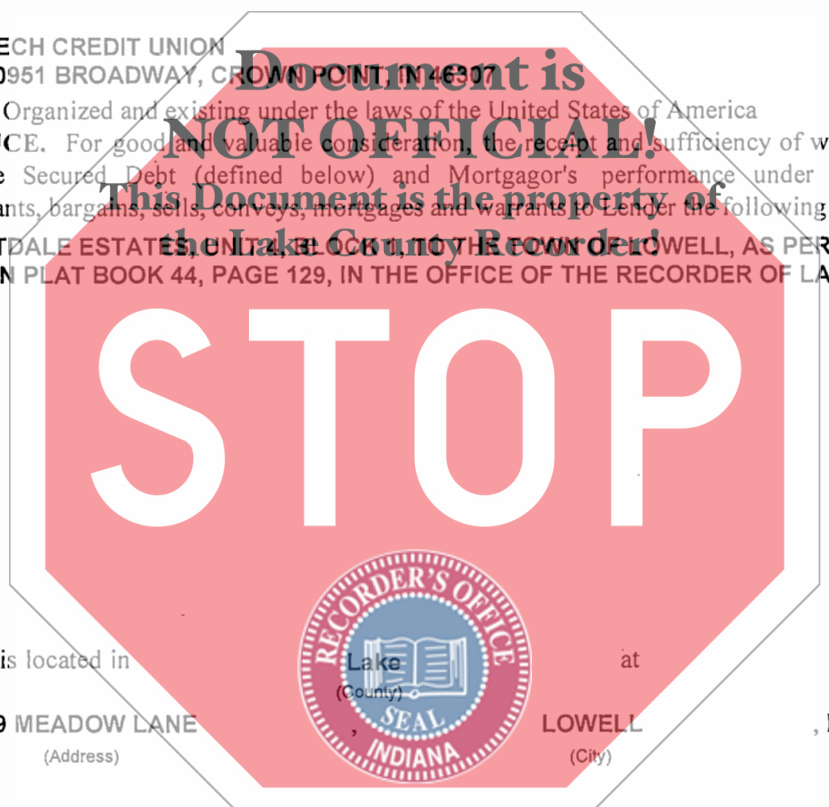 ECH CREDIT UNION
0951 BROADWAY, CROWN POINT, IN 46307
Document is
Organized and existing under the laws of the United States of America
NOT OFFICIAL!
CE. For good and valuable consideration, the receipt and sufficiency of w
e Secured Debt (defined below) and Mortgagor's performance under
This Document is the property of
ants, bargains, sells, conveys, mortgages and warrants to Lender the following
the Lake County Recorder!
TDALE ESTATES, UNIT 4, BLOCK 1, TO THE TOWN OF LOWELL, AS PER
N PLAT BOOK 44, PAGE 129, IN THE OFFICE OF THE RECORDER OF LA
STOP
RECORDER'S OFFICE
is located in Lake at
(County)
SEAL
INDIANA
9 MEADOW LANE , LOWELL ,
(Address) (City)